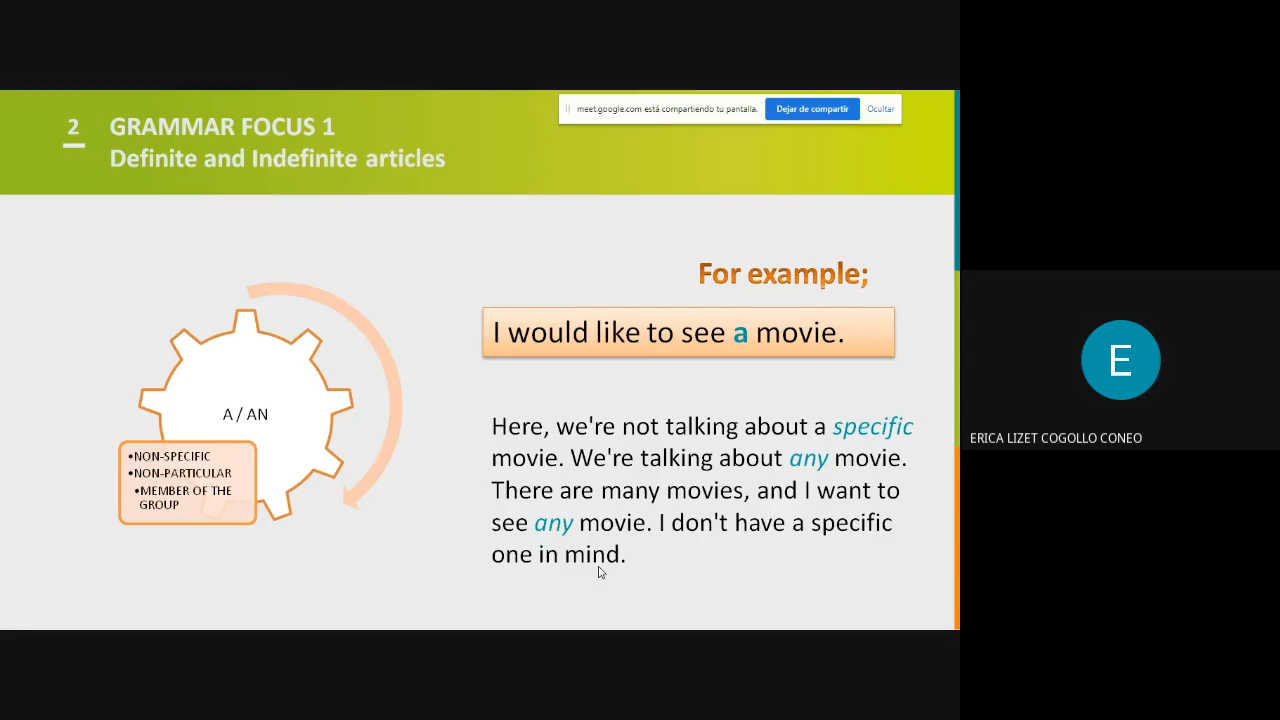 2
GRAMMAR FOCUS 1
Definite and Indefinite articles
meet.google.com está compartiendo tu pantalla.
Dejar de compartir
Ocultar
For example;
I would like to see a movie.
A / AN
•NON-SPECIFIC
•NON-PARTICULAR
•MEMBER OF THE
GROUP
Here, we're not talking about a specific
movie. We're talking about any movie.
There are many movies, and I want to
see any movie. I don't have a specific
one in mind.
E
ERICA LIZET COGOLLO CONEO